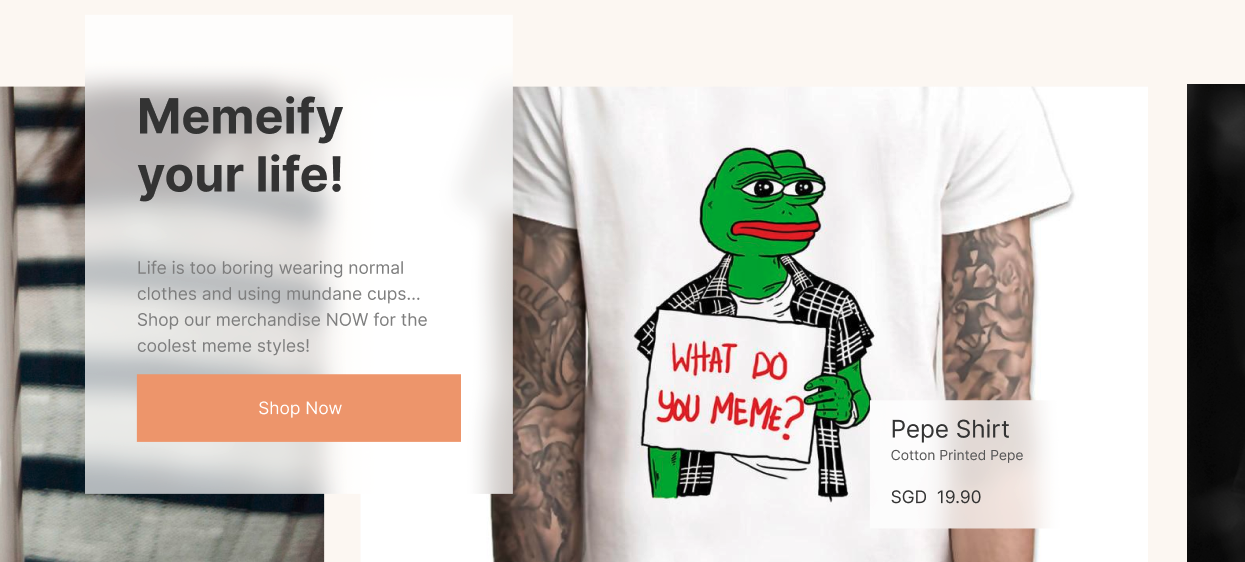 Memeify
your life!
Life is too boring wearing normal
clothes and using mundane cups...
Shop our merchandise NOW for the
coolest meme styles!
Shop Now
WHAT DO
YOU MEME?
Pepe Shirt
Cotton Printed Pepe
SGD 19.90